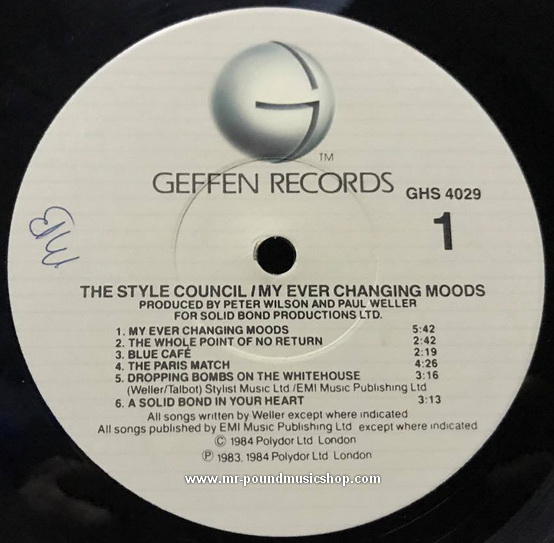 TM
GEFFEN RECORDS
GHS 4029
1
MB
THE STYLE COUNCIL / MY EVER CHANGING MOODS
PRODUCED BY PETER WILSON AND PAUL WELLER
FOR SOLID BOND PRODUCTIONS LTD.
1. MY EVER CHANGING MOODS 5:42
2. THE WHOLE POINT OF NO RETURN 2:42
3. BLUE CAFÉ 2:19
4. THE PARIS MATCH 4:26
5. DROPPING BOMBS ON THE WHITEHOUSE 3:16
(Weller/Talbot) Stylist Music Ltd /EMI Music Publishing Ltd
6. A SOLID BOND IN YOUR HEART 3:13
All songs written by Weller except where indicated
All songs published by EMI Music Publishing Ltd except where indicated
© 1984 Polydor Ltd London
℗ 1983, 1984 Polydor Ltd London
www.mr-poundmusicshop.com